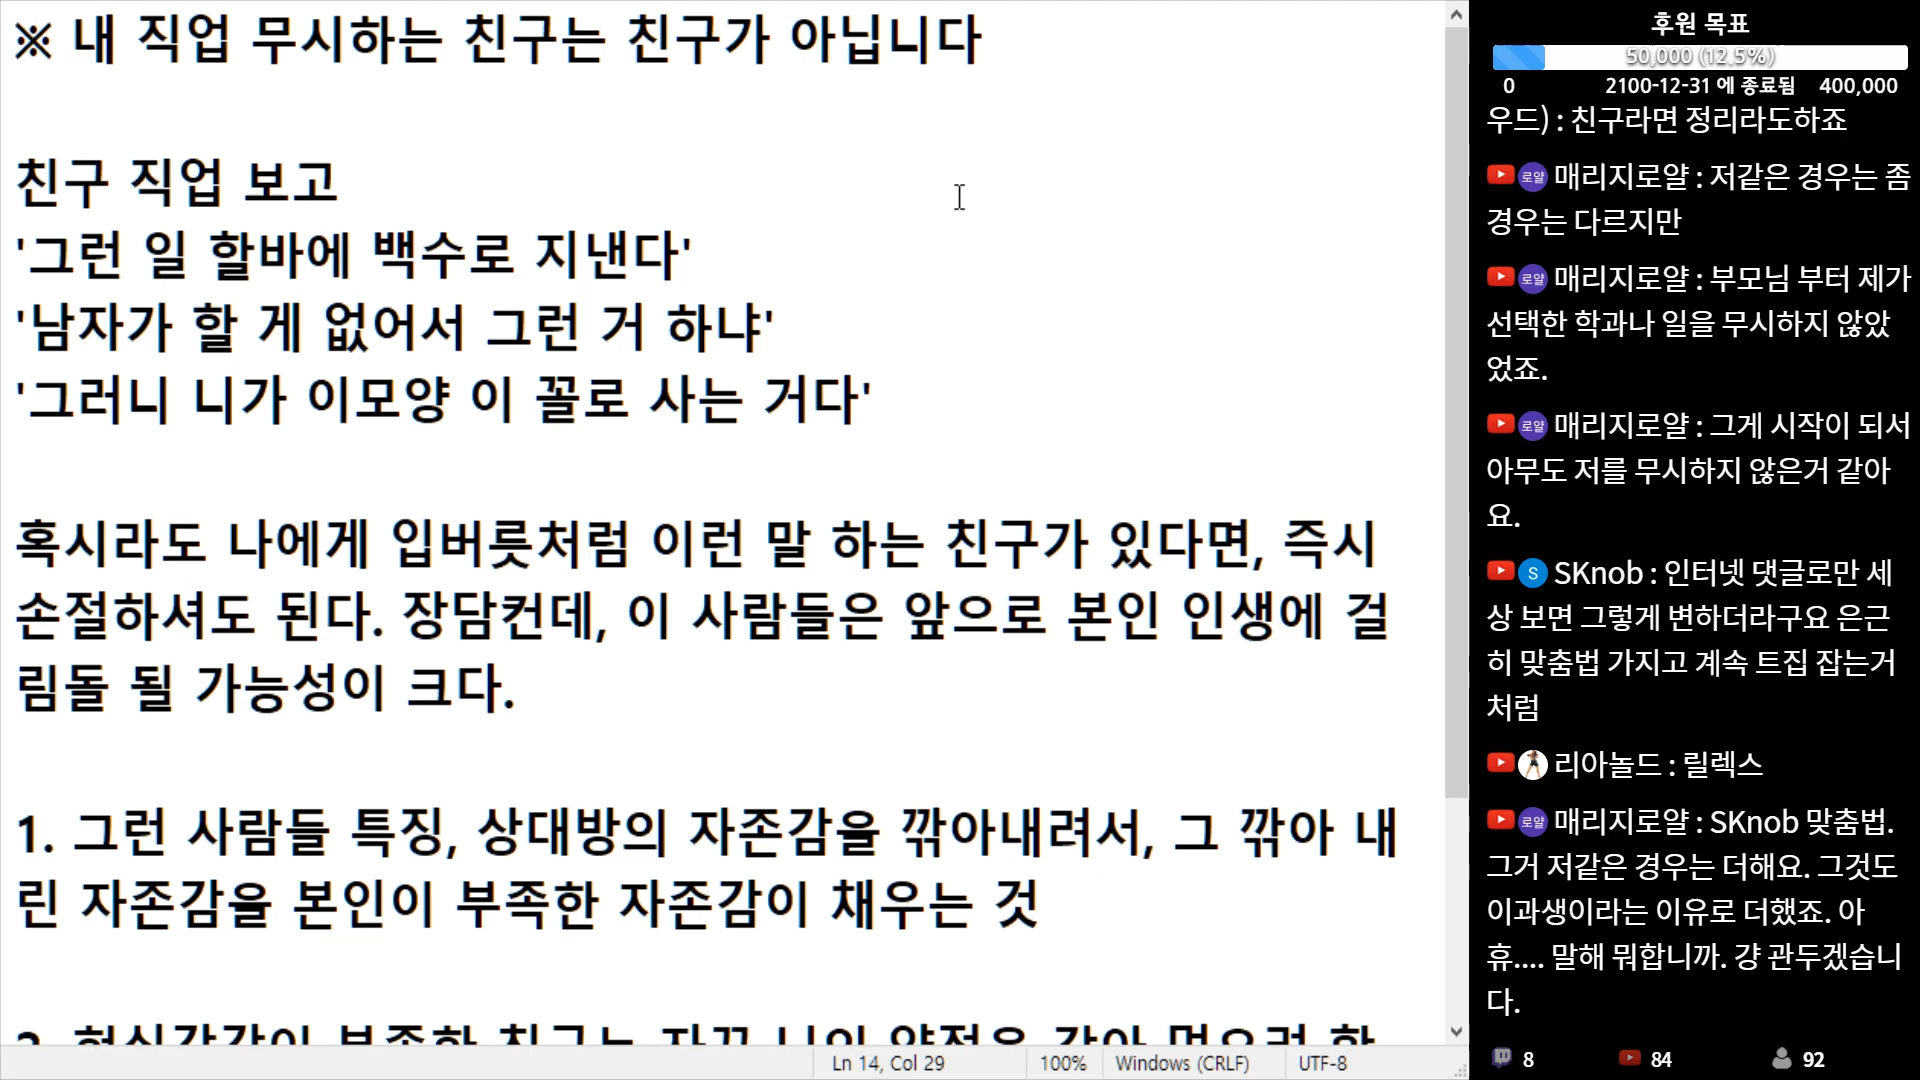 ※ 내 직업 무시하는 친구는 친구가 아닙니다
친구 직업 보고
'그런 일 할바에 백수로 지낸다'
'남자가 할 게 없어서 그런 거 하냐'
'그러니 니가 이모양 이 꼴로 사는 거다'
혹시라도 나에게 입버릇처럼 이런 말 하는 친구가 있다면, 즉시
손절하셔도 된다. 장담컨데, 이 사람들은 앞으로 본인 인생에 걸
림돌 될 가능성이 크다.
1. 그런 사람들 특징, 상대방의 자존감을 깎아내려서, 그 깎아 내
린 자존감을 본인이 부족한 자존감이 채우는 것
Ln 14, Col 29
100%
Windows (CRLF)
UTF-8
후원 목표
50,000 (12.5%)
0 2100-12-31 에 종료됨 400,000
우드) : 친구라면 정리라도하죠
로얄 매리지로얄 : 저같은 경우는 좀
경우는 다르지만
로얄 매리지로얄 : 부모님 부터 제가
선택한 학과나 일을 무시하지 않았
었죠.
로얄 매리지로얄 : 그게 시작이 되서
아무도 저를 무시하지 않은거 같아
요.
S SKnob : 인터넷 댓글로만 세
상 보면 그렇게 변하더라구요 은근
히 맞춤법 가지고 계속 트집 잡는거
처럼
리아놀드 : 릴렉스
로얄 매리지로얄 : SKnob 맞춤법.
그거 저같은 경우는 더해요. 그것도
이과생이라는 이유로 더했죠. 아
휴.... 말해 뭐합니까. 걍 관두겠습니
다.
8 84 92